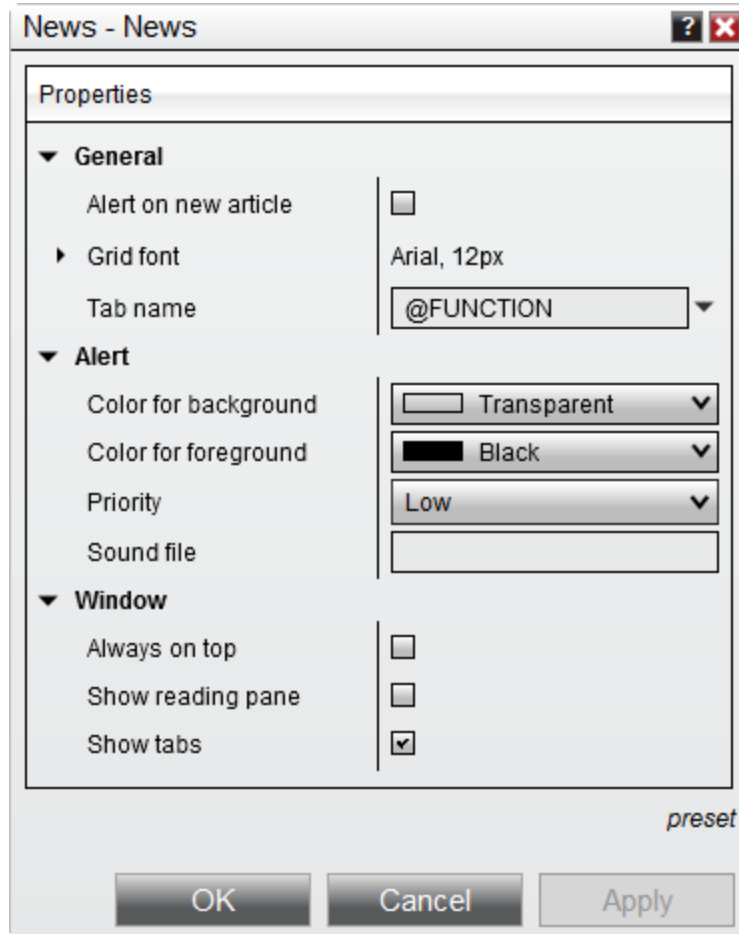 News - News ?
Properties
General
Alert on new article
Grid font Arial, 12px
Tab name @FUNCTION
Alert
Color for background Transparent
Color for foreground Black
Priority Low
Sound file
Window
Always on top
Show reading pane
Show tabs
preset
OK Cancel Apply